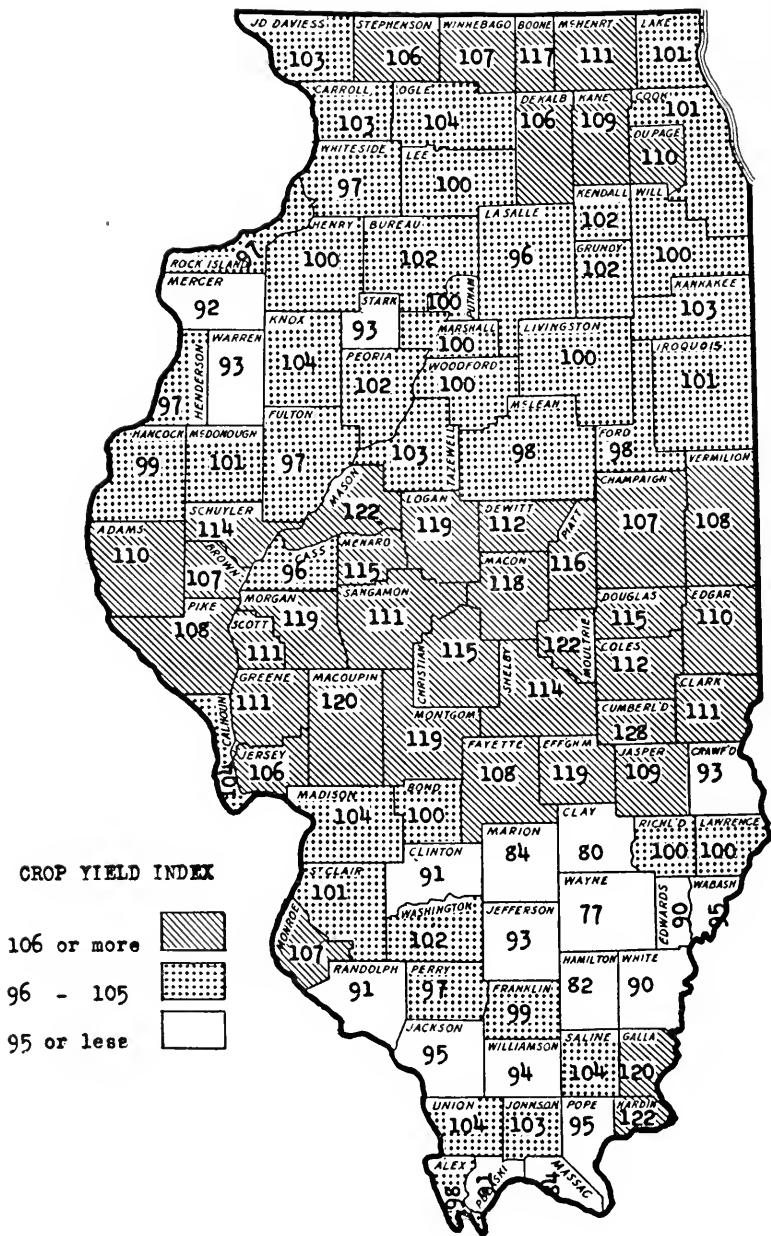 JO DAVIESS
103
STEPHENSON
106
WINNEBAGO
107
BOONE
117
McHENRY
111
LAKE
101
CARROLL
103
OGLE
104
DEKALB
106
KANE
109
COOK
101
DU PAGE
110
WHITESIDE
97
LEE
100
KENDALL
102
WILL
100
ROCK ISLAND
97
HENRY
100
BUREAU
102
LA SALLE
96
GRUNDY
102
KANKAKEE
103
MERCER
92
STARK
93
PUTNAM
100
MARSHALL
100
LIVINGSTON
100
IROQUOIS
101
HENDERSON
97
WARREN
93
KNOX
104
PEORIA
102
WOODFORD
100
HANCOCK
99
McDONOUGH
101
FULTON
97
TAZEWELL
103
McLEAN
98
FORD
98
VERMILION
108
ADAMS
110
SCHUYLER
114
MASON
122
LOGAN
119
DEWITT
112
PIATT
116
CHAMPAIGN
107
BROWN
107
CASS
96
MENARD
115
MACON
118
PIKE
108
MORGAN
119
SCOTT
111
SANGAMON
111
CHRISTIAN
115
MOULTRIE
122
DOUGLAS
115
EDGAR
110
COLES
112
SHELBY
114
GREENE
111
MACOUPIN
120
MONTGOM
119
CUMBERL'D
128
CLARK
111
CALHOUN
104
JERSEY
106
FAYETTE
108
EFFGHM
119
JASPER
109
CRAWF'D
93
MADISON
104
BOND
100
MARION
84
CLAY
80
RICHL'D
100
LAWRENCE
100
CLINTON
91
ST CLAIR
101
WAYNE
77
EDWARDS
90
WABASH
95
MONROE
107
WASHINGTON
102
JEFFERSON
93
RANDOLPH
91
PERRY
97
FRANKLIN
99
HAMILTON
82
WHITE
90
JACKSON
95
WILLIAMSON
94
SALINE
104
GALLA
120
UNION
104
JOHNSON
103
POPE
95
HARDIN
122
ALEX
98
PULASKI
MASSAC
CROP YIELD INDEX
106 or more
96 - 105
95 or less